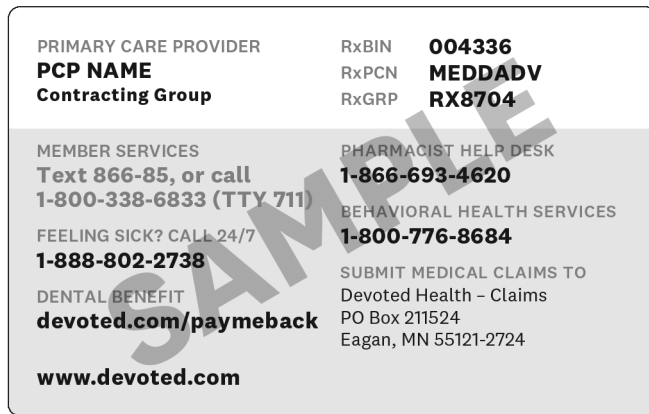 PRIMARY CARE PROVIDER
PCP NAME
Contracting Group
RxBIN 004336
RxPCN MEDDADV
RxGRP RX8704
MEMBER SERVICES
Text 866-85, or call
1-800-338-6833 (TTY 711)
FEELING SICK? CALL 24/7
1-888-802-2738
DENTAL BENEFIT
devoted.com/paymeback
www.devoted.com
PHARMACIST HELP DESK
1-866-693-4620
BEHAVIORAL HEALTH SERVICES
1-800-776-8684
SUBMIT MEDICAL CLAIMS TO
Devoted Health – Claims
PO Box 211524
Eagan, MN 55121-2724
SAMPLE